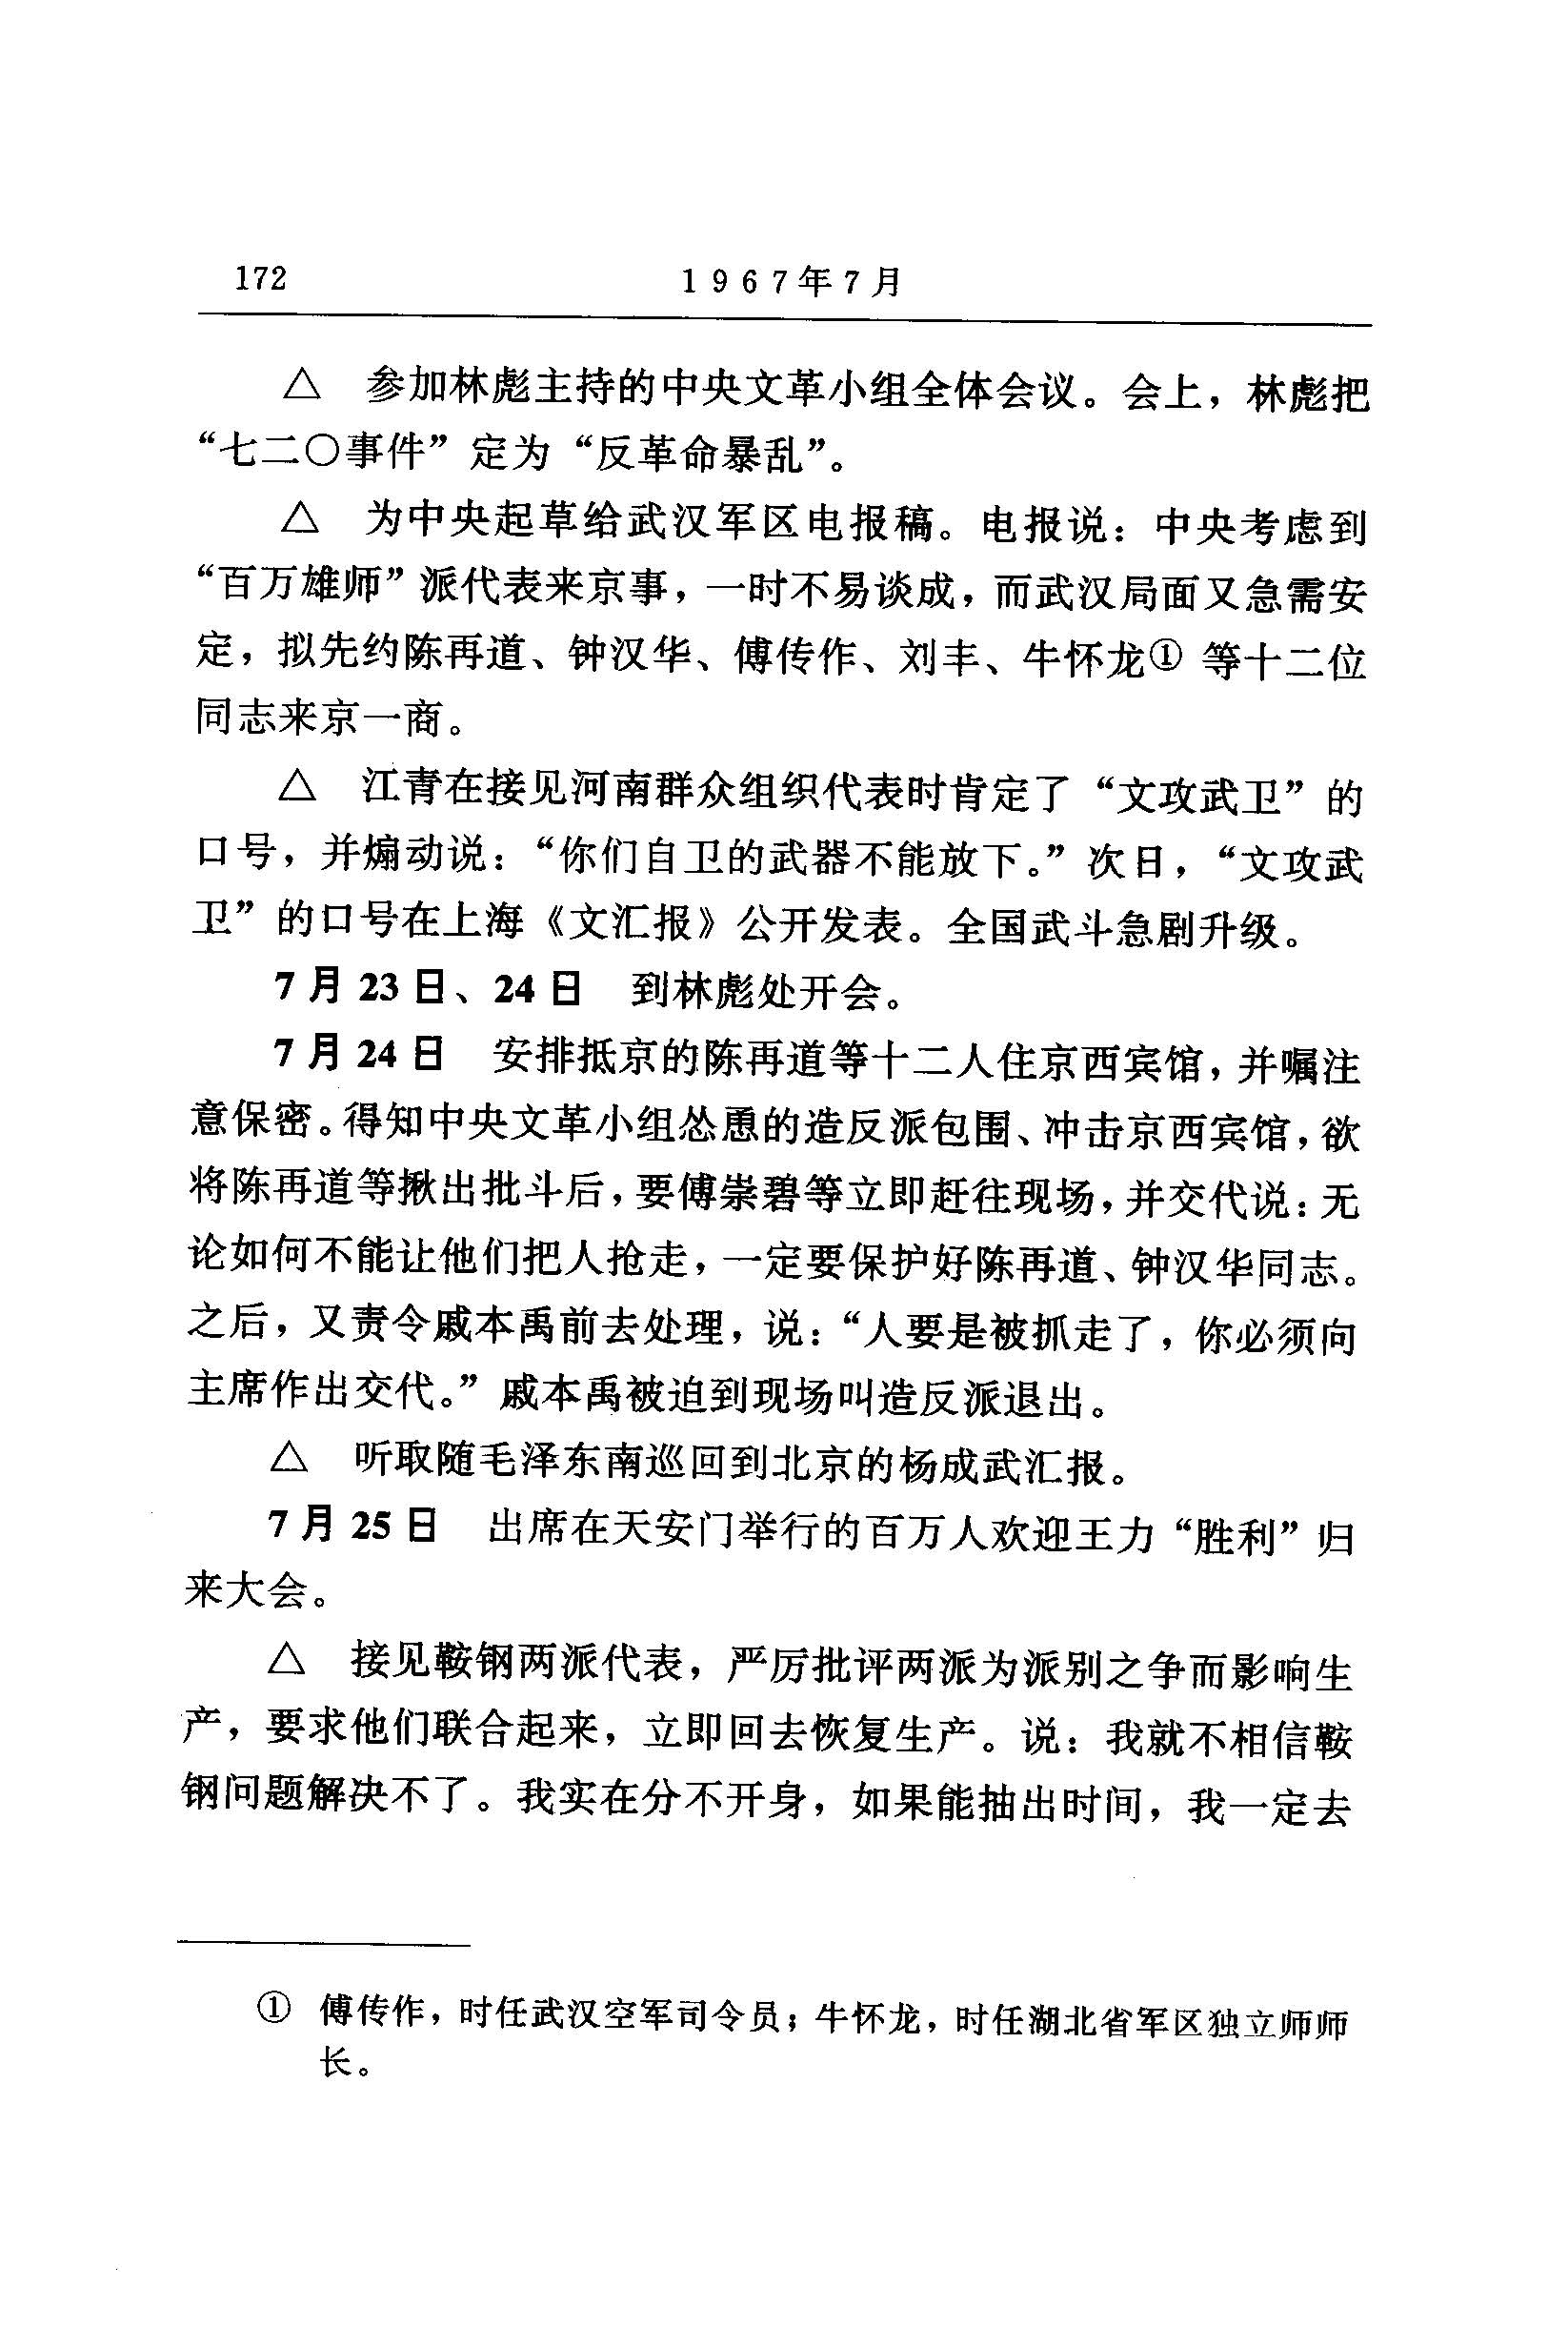 172
1967年7月
△ 参加林彪主持的中央文革小组全体会议。会上，林彪把
“七二〇事件”定为“反革命暴乱”。
△ 为中央起草给武汉军区电报稿。电报说：中央考虑到
“百万雄师”派代表来京事，一时不易谈成，而武汉局面又急需安
定，拟先约陈再道、钟汉华、傅传作、刘丰、牛怀龙① 等十二位
同志来京一商。
△ 江青在接见河南群众组织代表时肯定了“文攻武卫”的
口号，并煽动说：“你们自卫的武器不能放下。”次日，“文攻武
卫”的口号在上海《文汇报》公开发表。全国武斗急剧升级。
7月23日、24日 到林彪处开会。
7月24日 安排抵京的陈再道等十二人住京西宾馆，并嘱注
意保密。得知中央文革小组怂恿的造反派包围、冲击京西宾馆，欲
将陈再道等揪出批斗后，要傅崇碧等立即赶往现场，并交代说：无
论如何不能让他们把人抢走，一定要保护好陈再道、钟汉华同志。
之后，又责令戚本禹前去处理，说：“人要是被抓走了，你必须向
主席作出交代。”戚本禹被迫到现场叫造反派退出。
△ 听取随毛泽东南巡回到北京的杨成武汇报。
7月25日 出席在天安门举行的百万人欢迎王力“胜利”归
来大会。
△ 接见鞍钢两派代表，严厉批评两派为派别之争而影响生
产，要求他们联合起来，立即回去恢复生产。说：我就不相信鞍
钢问题解决不了。我实在分不开身，如果能抽出时间，我一定去
① 傅传作，时任武汉空军司令员；牛怀龙，时任湖北省军区独立师师
长。